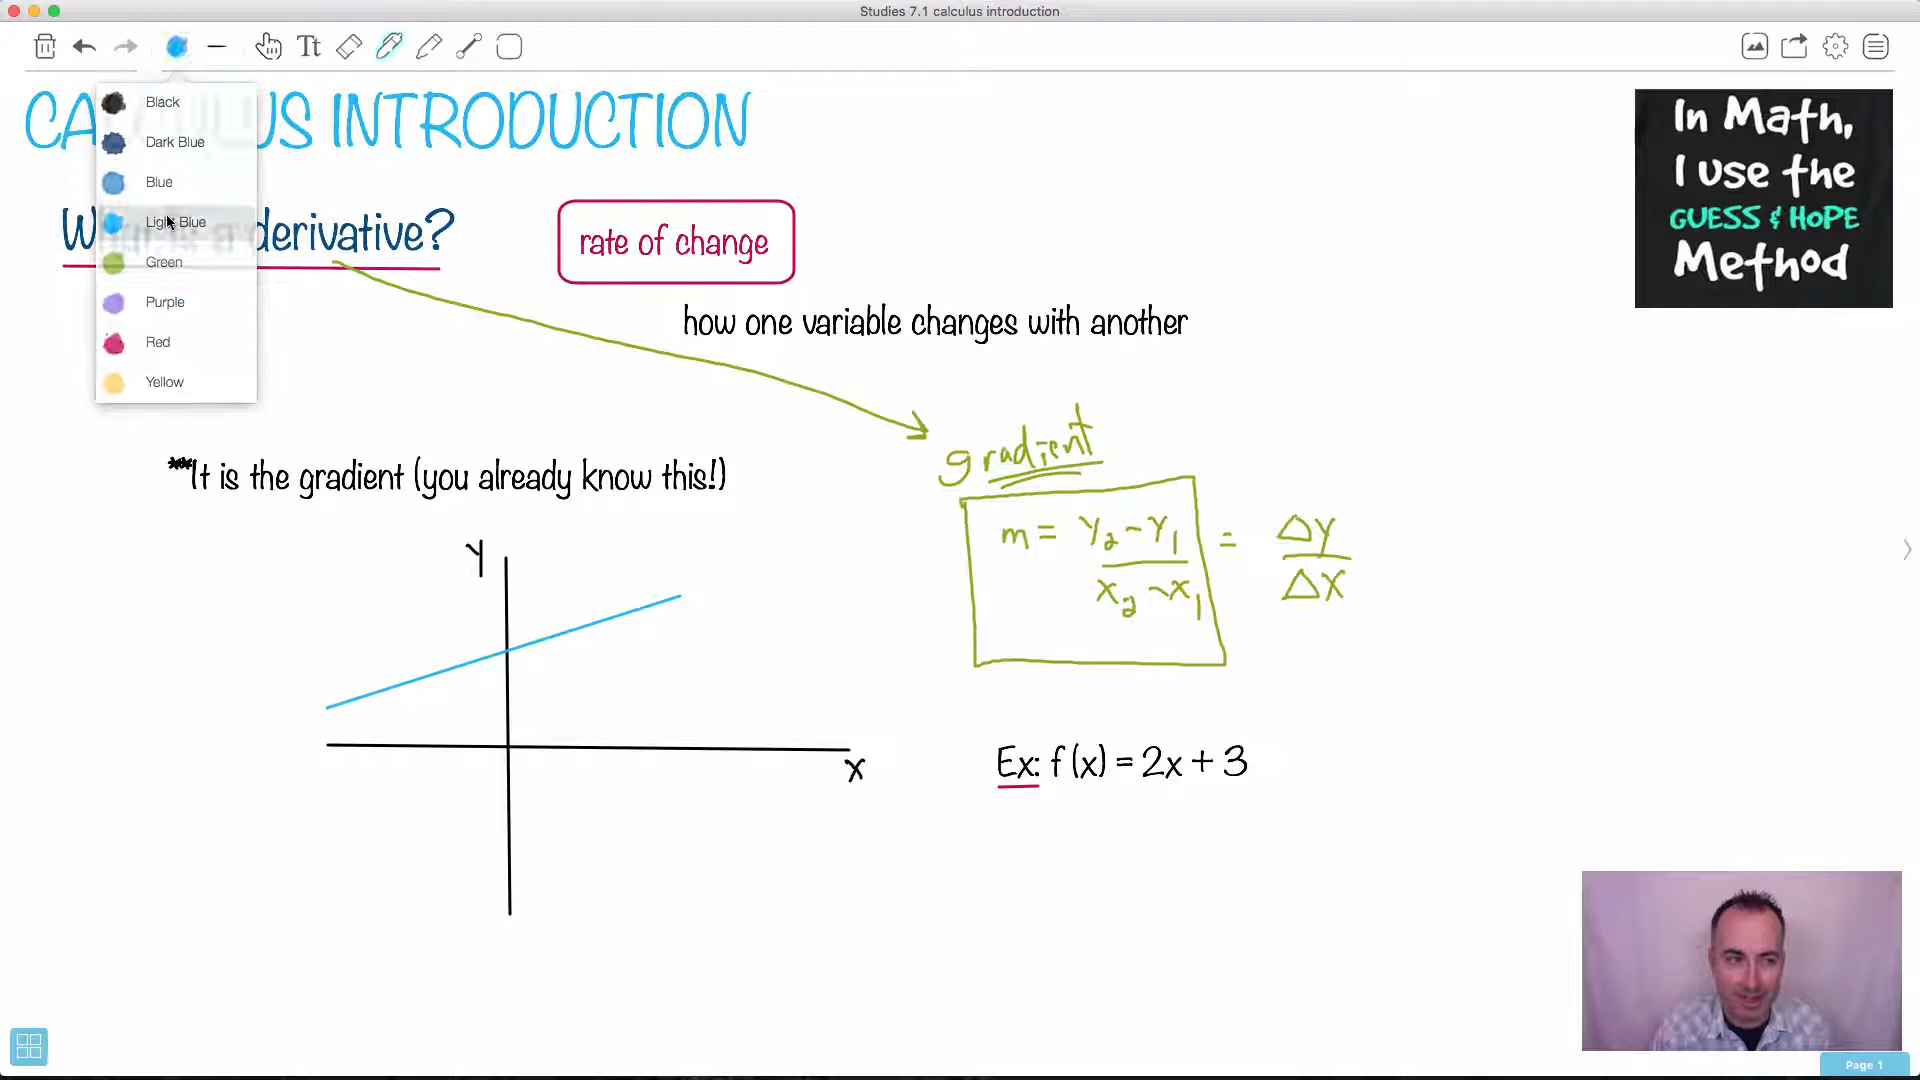 Studies 7.1 calculus introduction
Tt
Black
Dark Blue
Blue
Light Blue
Green
Purple
Red
Yellow
CALCULUS INTRODUCTION
derivative?
rate of change
how one variable changes with another
In Math,
I use the
GUESS & HOPE
Method
**It is the gradient (you already know this!)
gradient
m = y₂ - y₁ / x₂ - x₁ = Δy / Δx
Y
X
Ex: f(x) = 2x + 3
Page 1